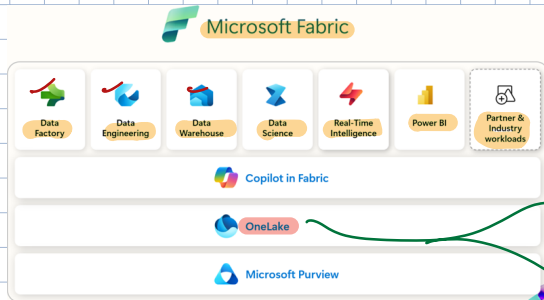 Microsoft Fabric
Data
Factory
Data
Engineering
Data
Warehouse
Data
Science
Real-Time
Intelligence
Power BI
Partner &
Industry
workloads
Copilot in Fabric
OneLake
Microsoft Purview